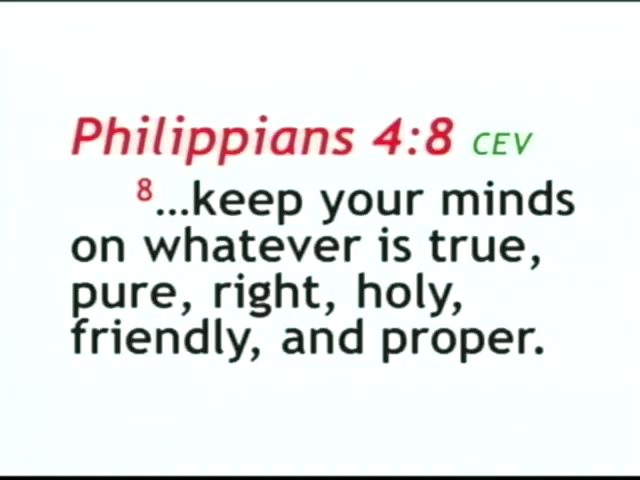 Philippians 4:8 CEV
8...keep your minds
on whatever is true,
pure, right, holy,
friendly, and proper.